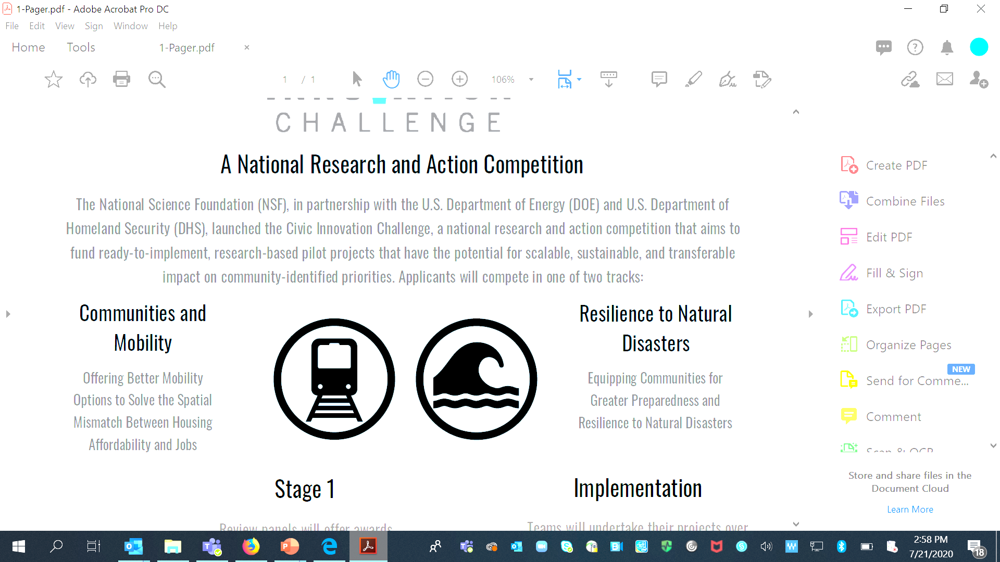 1-Pager.pdf - Adobe Acrobat Pro DC
File Edit View Sign Window Help
Home Tools 1-Pager.pdf ×
1 / 1 106%
CHALLENGE
A National Research and Action Competition
The National Science Foundation (NSF), in partnership with the U.S. Department of Energy (DOE) and U.S. Department of
Homeland Security (DHS), launched the Civic Innovation Challenge, a national research and action competition that aims to
fund ready-to-implement, research-based pilot projects that have the potential for scalable, sustainable, and transferable
impact on community-identified priorities. Applicants will compete in one of two tracks:
Communities and
Mobility
Offering Better Mobility
Options to Solve the Spatial
Mismatch Between Housing
Affordability and Jobs
Resilience to Natural
Disasters
Equipping Communities for
Greater Preparedness and
Resilience to Natural Disasters
Stage 1
Review panels will offer awards
Implementation
Teams will undertake their projects over
Create PDF
Combine Files
Edit PDF
Fill & Sign
Export PDF
Organize Pages
NEW
Send for Comme...
Comment
Scan & OCR
Store and share files in the
Document Cloud
Learn More
2:58 PM
7/21/2020
18